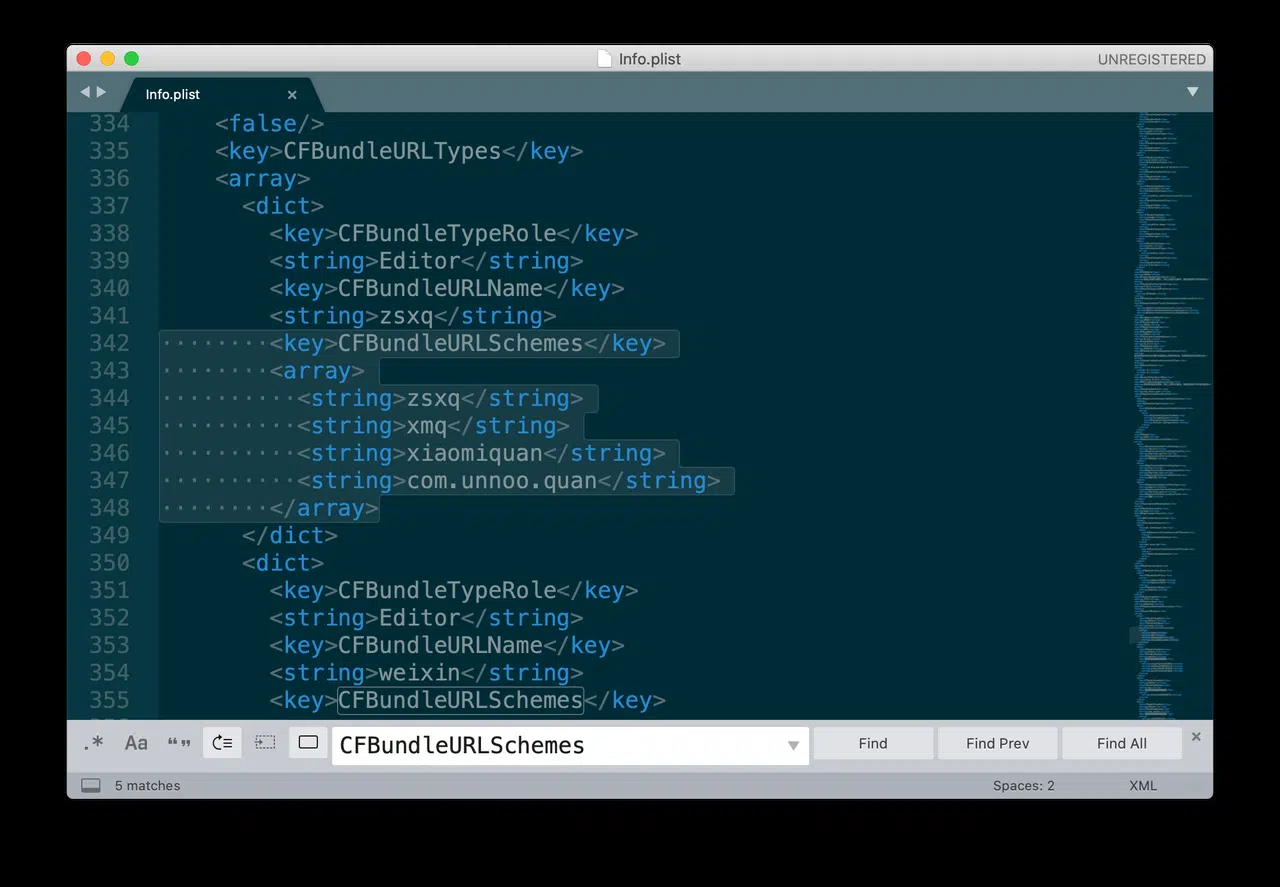 Info.plist
UNREGISTERED
Info.plist ×
334 <false/>
335 <key>CFBundleURLTypes</key>
336 <array>
337 <dict>
338 <key>CFBundleTypeRole</key>
339 <string>Editor</string>
340 <key>CFBundleURLName</key>
341 <string>zsxq</string>
342 ········<key>CFBundleURLSchemes</key>
343 ········<array>
344 ··········<string>zsxq</string>
345 ··········<string>xmq</string>
346 ··········<string>xiaomiquan</string>
347 ··········<string>com.unnoo.quan</string>
348 ········</array>
349 </dict>
350 <dict>
351 <key>CFBundleTypeRole</key>
352 <string>Editor</string>
353 <key>CFBundleURLName</key>
354 <string>weixin</string>
355 <key>CFBundleURLSchemes</key>
.* Aa “” CFBundleURLSchemes Find Find Prev Find All ×
5 matches Spaces: 2 XML